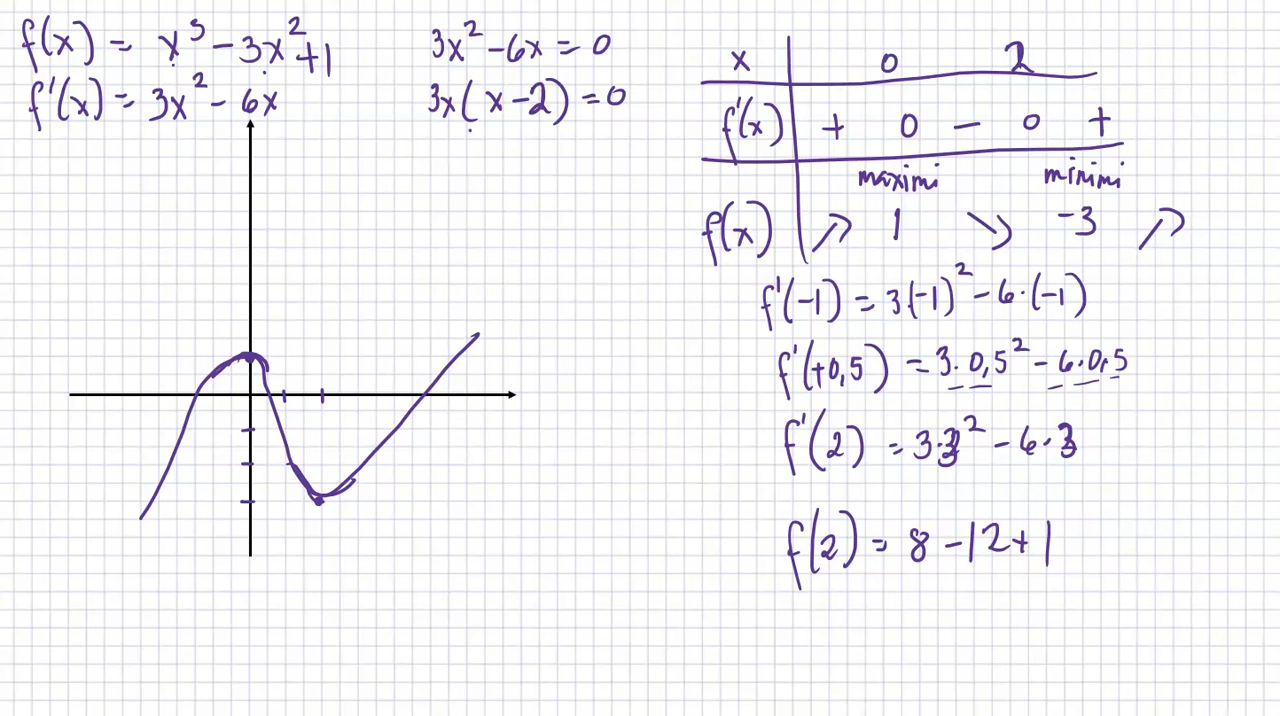 f(x) = x³ - 3x² + 1
f'(x) = 3x² - 6x
3x² - 6x = 0
3x(x-2) = 0
x 0 2
f'(x) + 0 - 0 + 
maximi minimi
f(x) ↗ 1 ↘ -3 ↗
f'(-1) = 3(-1)² - 6·(-1)
f'(+0,5) = 3·0,5² - 6·0,5
f'(2) = 3·3² - 6·3
f(2) = 8 - 12 + 1